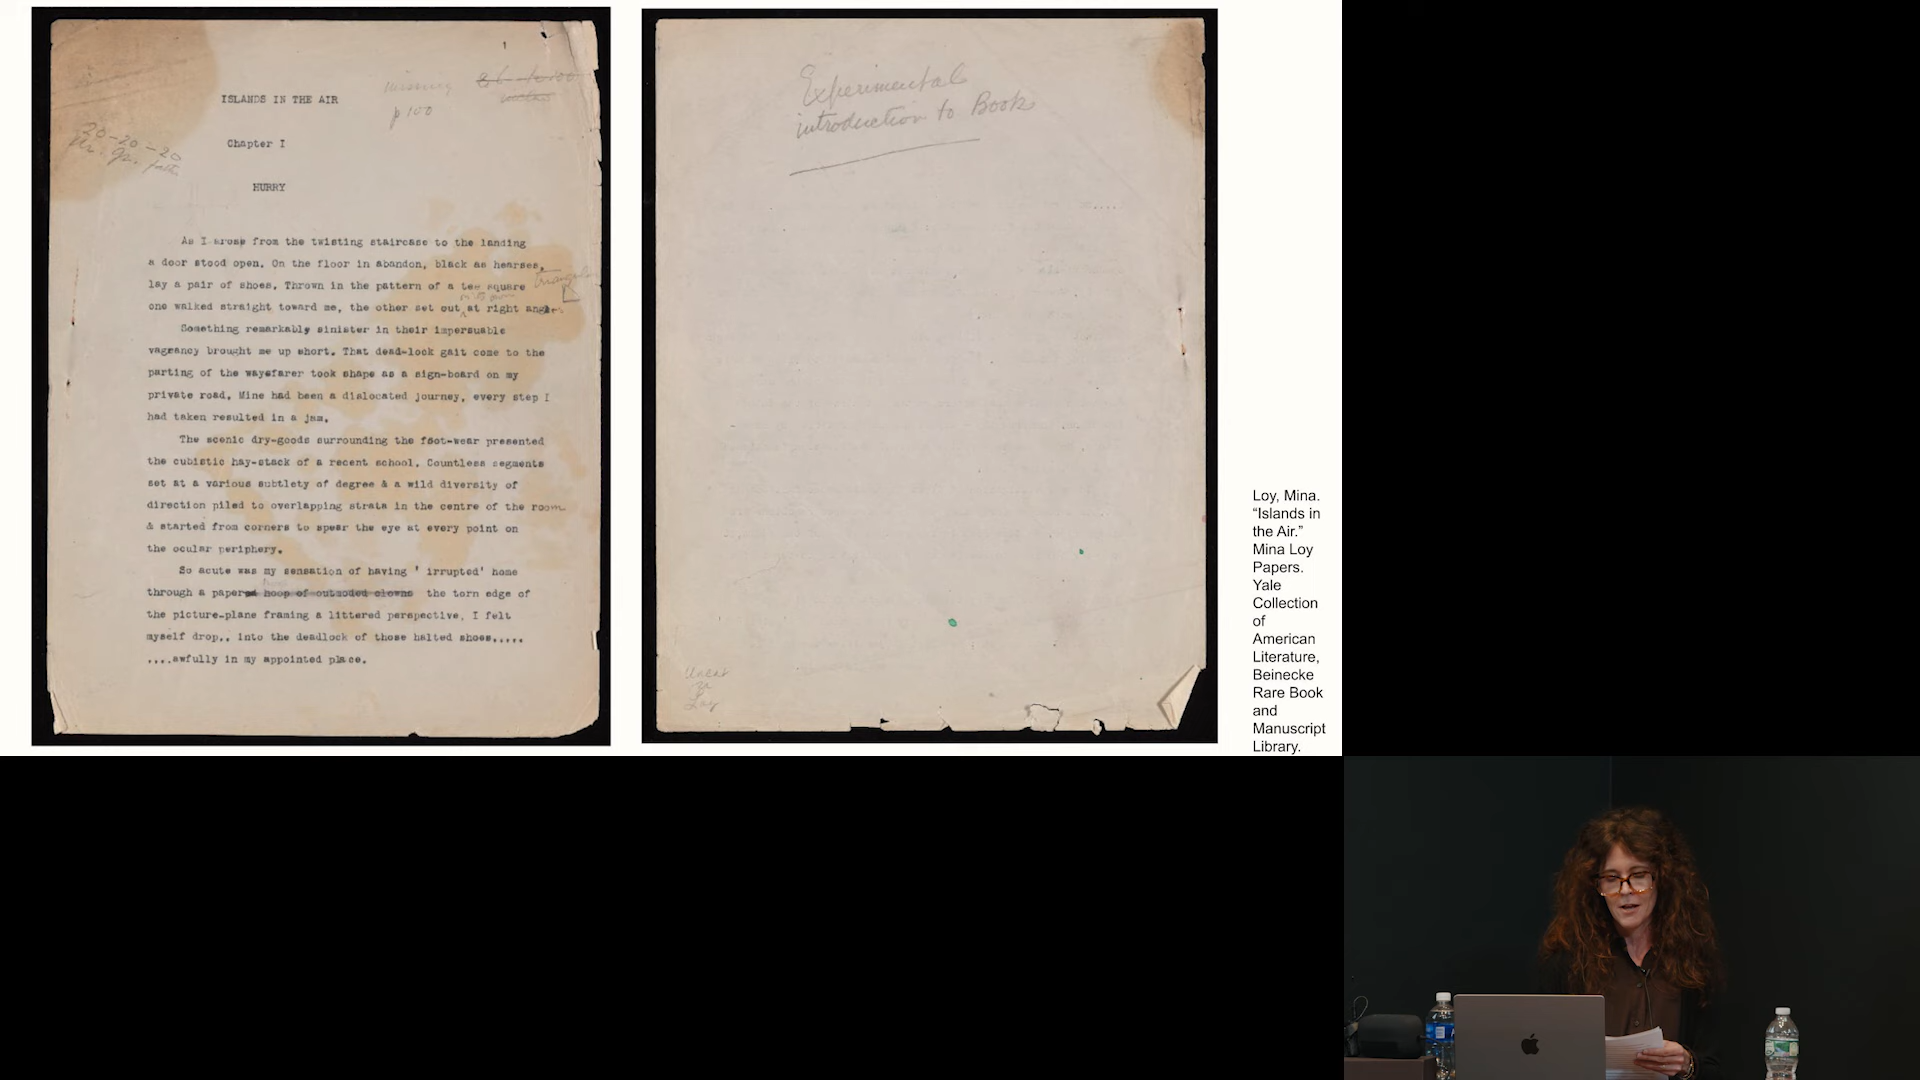 1
missing
p 100
ISLANDS IN THE AIR
20-20-20
Chapter I
HURRY
As I arose from the twisting staircase to the landing
a door stood open. On the floor in abandon, black as hearses,
lay a pair of shoes. Thrown in the pattern of a tee square
one walked straight toward me, the other set out at right angles.
Something remarkably sinister in their impersuable
vagrancy brought me up short. That dead-lock gait come to the
parting of the wayefarer took shape as a sign-board on my
private road. Mine had been a dislocated journey, every step I
had taken resulted in a jam.
The scenic dry-goods surrounding the foot-wear presented
the cubistic hay-stack of a recent school. Countless segments
set at a various subtlety of degree & a wild diversity of
direction piled to overlapping strata in the centre of the room
& started from corners to spear the eye at every point on
the ocular periphery.
So acute was my sensation of having ' irrupted' home
through a papered hoop of outmoded clowns the torn edge of
the picture-plane framing a littered perspective, I felt
myself drop.. into the deadlock of those halted shoes.....
....awfully in my appointed place.
Experimental
introduction to Book
Uncat
Loy
Loy, Mina.
“Islands in
the Air.”
Mina Loy
Papers.
Yale
Collection
of
American
Literature,
Beinecke
Rare Book
and
Manuscript
Library.